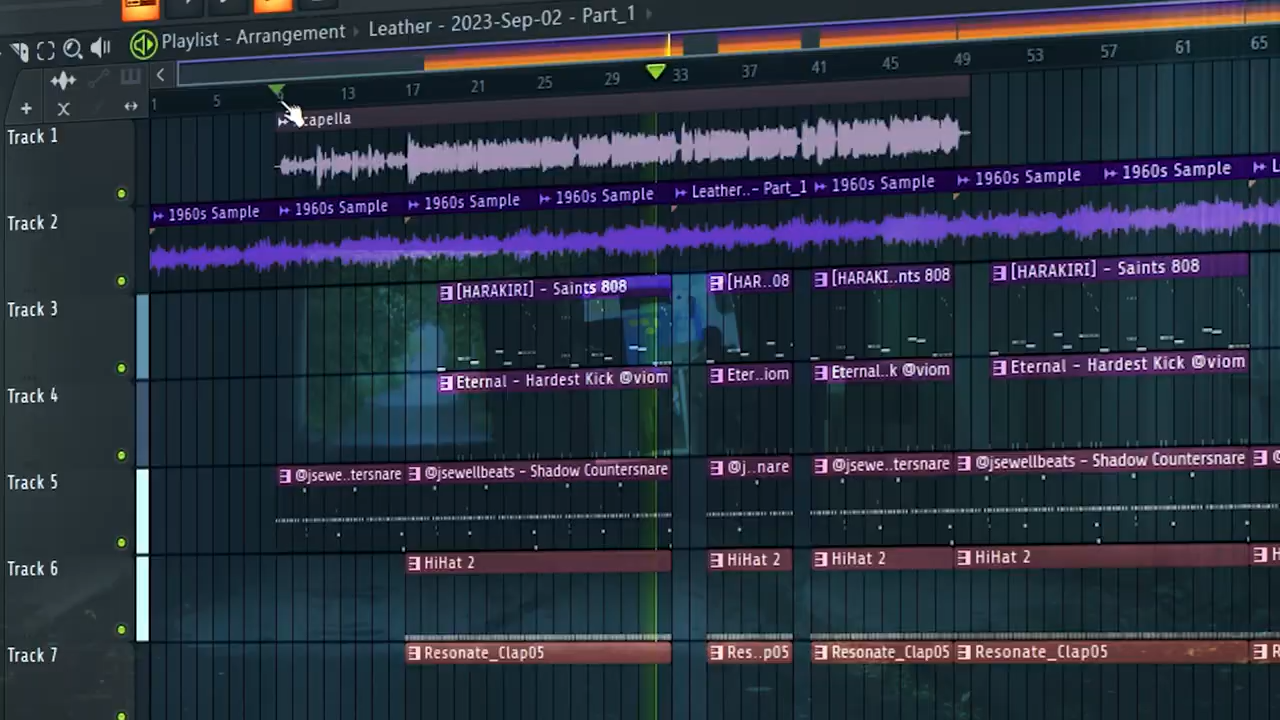 Playlist - Arrangement › Leather - 2023-Sep-02 - Part_1 ›
1 5 9 13 17 21 25 29 33 37 41 45 49 53 57 61 65
Track 1
capella
Track 2
1960s Sample 1960s Sample 1960s Sample 1960s Sample Leather..- Part_1 1960s Sample 1960s Sample 1960s Sample L
Track 3
[HARAKIRI] - Saints 808 [HAR..08 [HARAKI..nts 808 [HARAKIRI] - Saints 808
Track 4
Eternal - Hardest Kick @viom Eter..iom Eternal..k @viom Eternal - Hardest Kick @viom
Track 5
@jsewe..tersnare @jsewellbeats - Shadow Countersnare @j..nare @jsewe..tersnare @jsewellbeats - Shadow Countersnare @
Track 6
HiHat 2 HiHat 2 HiHat 2 HiHat 2 H
Track 7
Resonate_Clap05 Res..p05 Resonate_Clap05 Resonate_Clap05 R